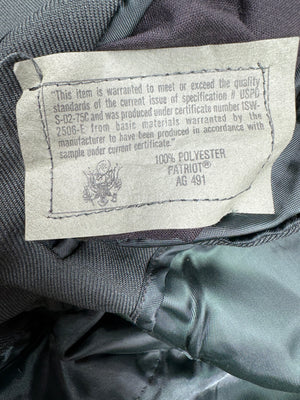 "This item is warranted to meet or exceed the quality
standards of the current issue of specification # USPD
S-D2-75C and was produced under certificate number ISW-
2506-E from basic materials warranted by the
manufacturer to have been produced in accordance with
sample under current certificate."
100% POLYESTER
PATRIOT®
AG 491